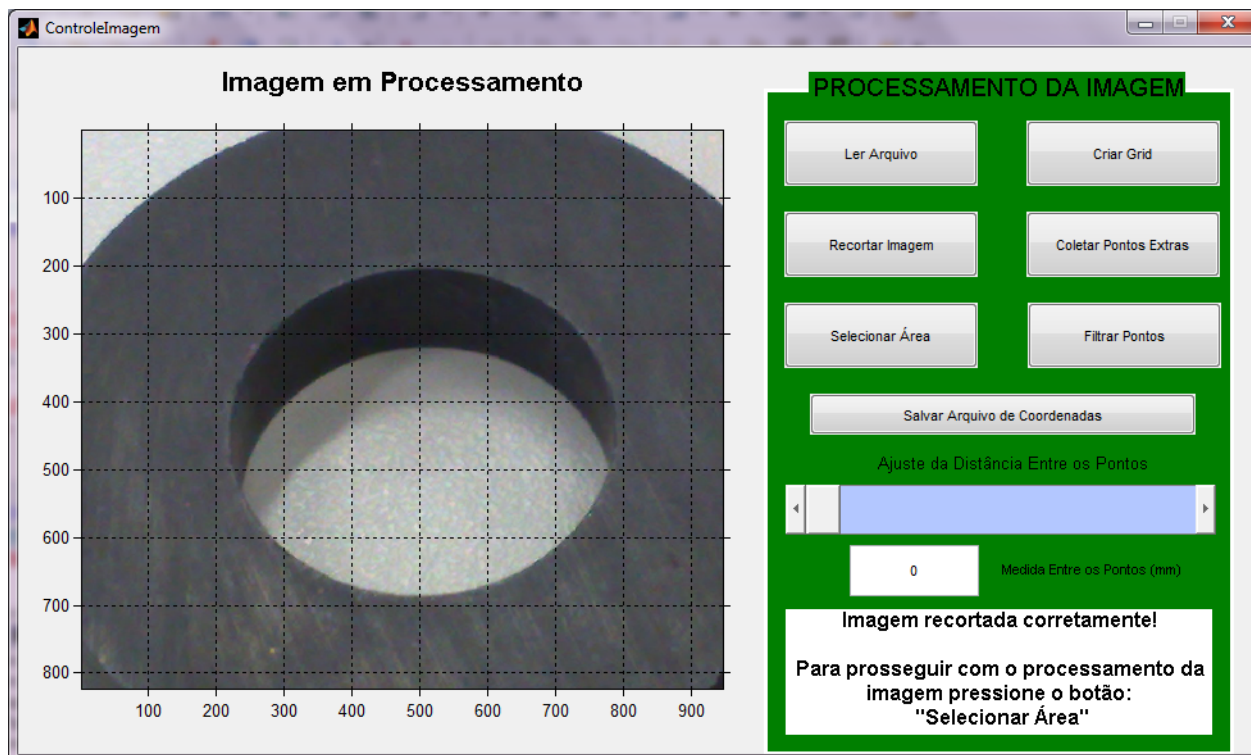 ControleImagem
Imagem em Processamento
100
200
300
400
500
600
700
800
100 200 300 400 500 600 700 800 900
PROCESSAMENTO DA IMAGEM
Ler Arquivo
Criar Grid
Recortar Imagem
Coletar Pontos Extras
Selecionar Área
Filtrar Pontos
Salvar Arquivo de Coordenadas
Ajuste da Distância Entre os Pontos
0
Medida Entre os Pontos (mm)
Imagem recortada corretamente!
Para prosseguir com o processamento da
imagem pressione o botão:
"Selecionar Área"